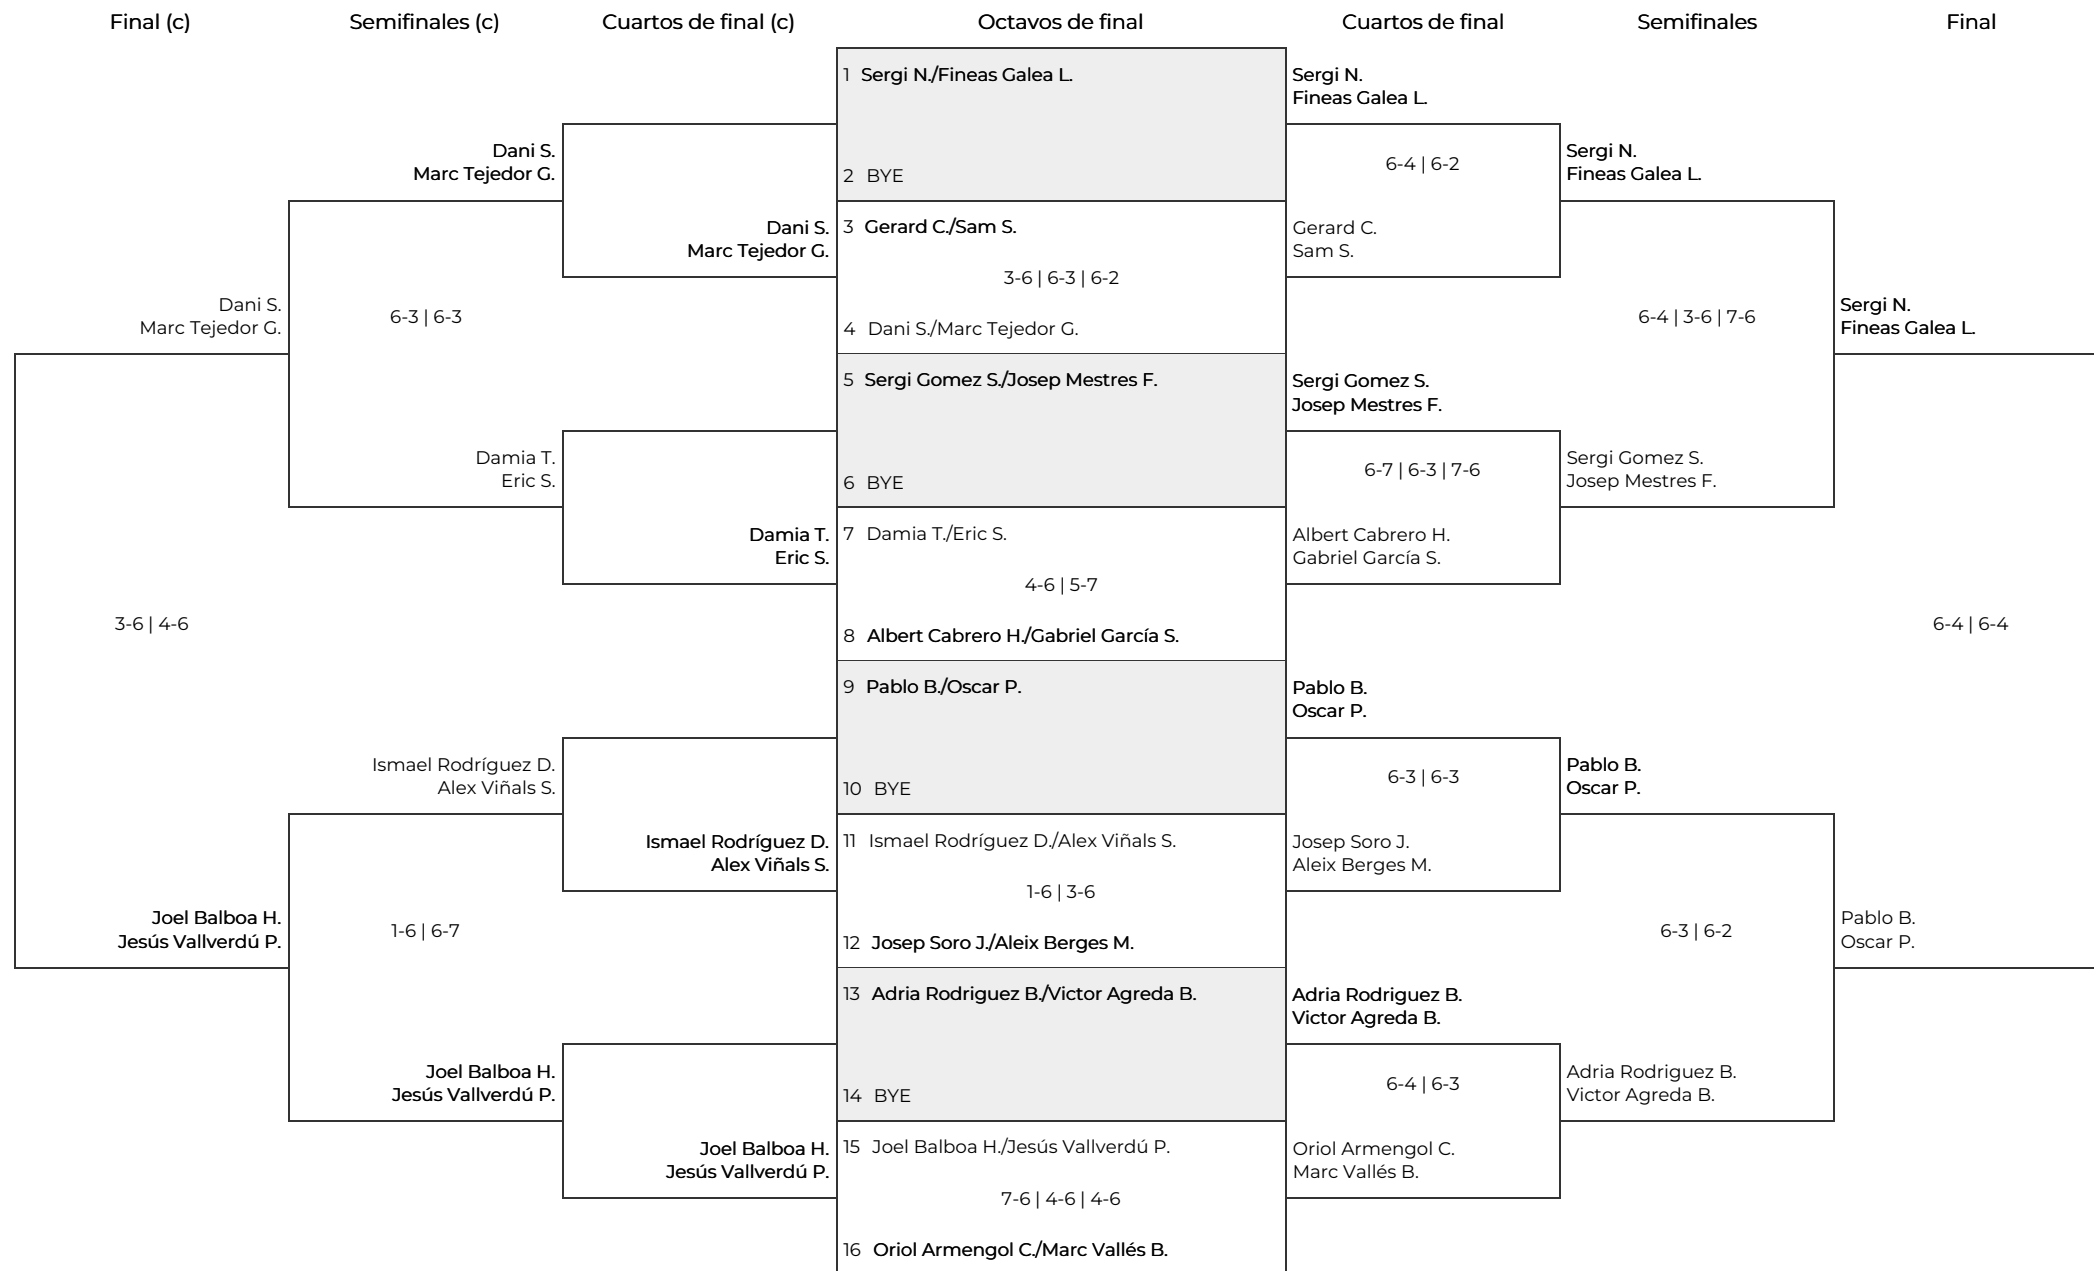 Final (c)
Semifinales (c)
Cuartos de final (c)
Octavos de final
Cuartos de final
Semifinales
Final
Dani S.
Marc Tejedor G.
3-6 | 4-6
Joel Balboa H.
Jesús Vallverdú P.
Dani S.
Marc Tejedor G.
6-3 | 6-3
Damia T.
Eric S.
Ismael Rodríguez D.
Alex Viñals S.
1-6 | 6-7
Joel Balboa H.
Jesús Vallverdú P.
Dani S.
Marc Tejedor G.
Damia T.
Eric S.
Ismael Rodríguez D.
Alex Viñals S.
Joel Balboa H.
Jesús Vallverdú P.
1 Sergi N./Fineas Galea L.
2 BYE
3 Gerard C./Sam S.
3-6 | 6-3 | 6-2
4 Dani S./Marc Tejedor G.
5 Sergi Gomez S./Josep Mestres F.
6 BYE
7 Damia T./Eric S.
4-6 | 5-7
8 Albert Cabrero H./Gabriel García S.
9 Pablo B./Oscar P.
10 BYE
11 Ismael Rodríguez D./Alex Viñals S.
1-6 | 3-6
12 Josep Soro J./Aleix Berges M.
13 Adria Rodriguez B./Victor Agreda B.
14 BYE
15 Joel Balboa H./Jesús Vallverdú P.
7-6 | 4-6 | 4-6
16 Oriol Armengol C./Marc Vallés B.
Sergi N.
Fineas Galea L.
6-4 | 6-2
Gerard C.
Sam S.
Sergi Gomez S.
Josep Mestres F.
6-7 | 6-3 | 7-6
Albert Cabrero H.
Gabriel García S.
Pablo B.
Oscar P.
6-3 | 6-3
Josep Soro J.
Aleix Berges M.
Adria Rodriguez B.
Victor Agreda B.
6-4 | 6-3
Oriol Armengol C.
Marc Vallés B.
Sergi N.
Fineas Galea L.
6-4 | 3-6 | 7-6
Sergi Gomez S.
Josep Mestres F.
Pablo B.
Oscar P.
6-3 | 6-2
Adria Rodriguez B.
Victor Agreda B.
Sergi N.
Fineas Galea L.
6-4 | 6-4
Pablo B.
Oscar P.